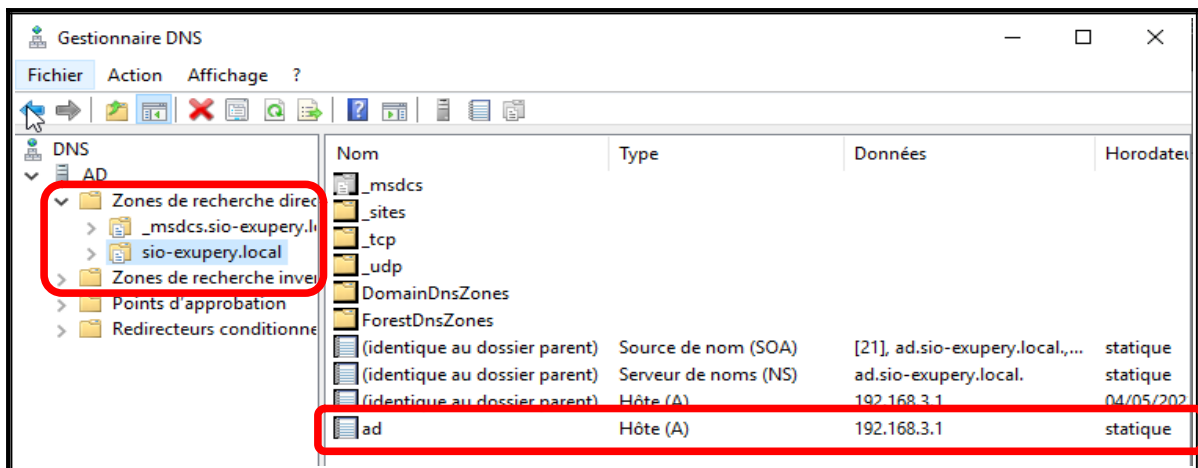 Gestionnaire DNS
Fichier Action Affichage ?
DNS
AD
Zones de recherche direc
_msdcs.sio-exupery.l
sio-exupery.local
Zones de recherche inver
Points d'approbation
Redirecteurs conditionne
Nom Type Données Horodateu
_msdcs
_sites
_tcp
_udp
DomainDnsZones
ForestDnsZones
(identique au dossier parent) Source de nom (SOA) [21], ad.sio-exupery.local.,... statique
(identique au dossier parent) Serveur de noms (NS) ad.sio-exupery.local. statique
(identique au dossier parent) Hôte (A) 192.168.3.1 04/05/202
ad Hôte (A) 192.168.3.1 statique